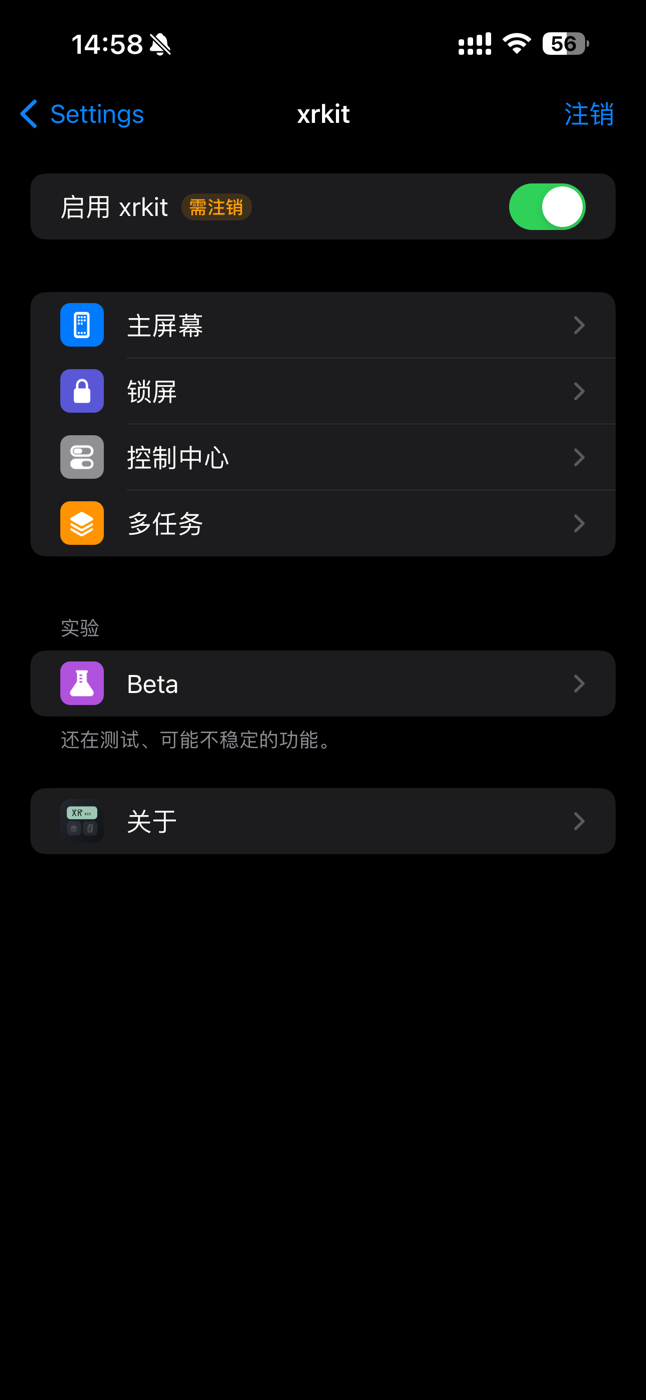 14:58
56
Settings
xrkit
注销
启用 xrkit 需注销
主屏幕
锁屏
控制中心
多任务
实验
Beta
还在测试、可能不稳定的功能。
XR
关于